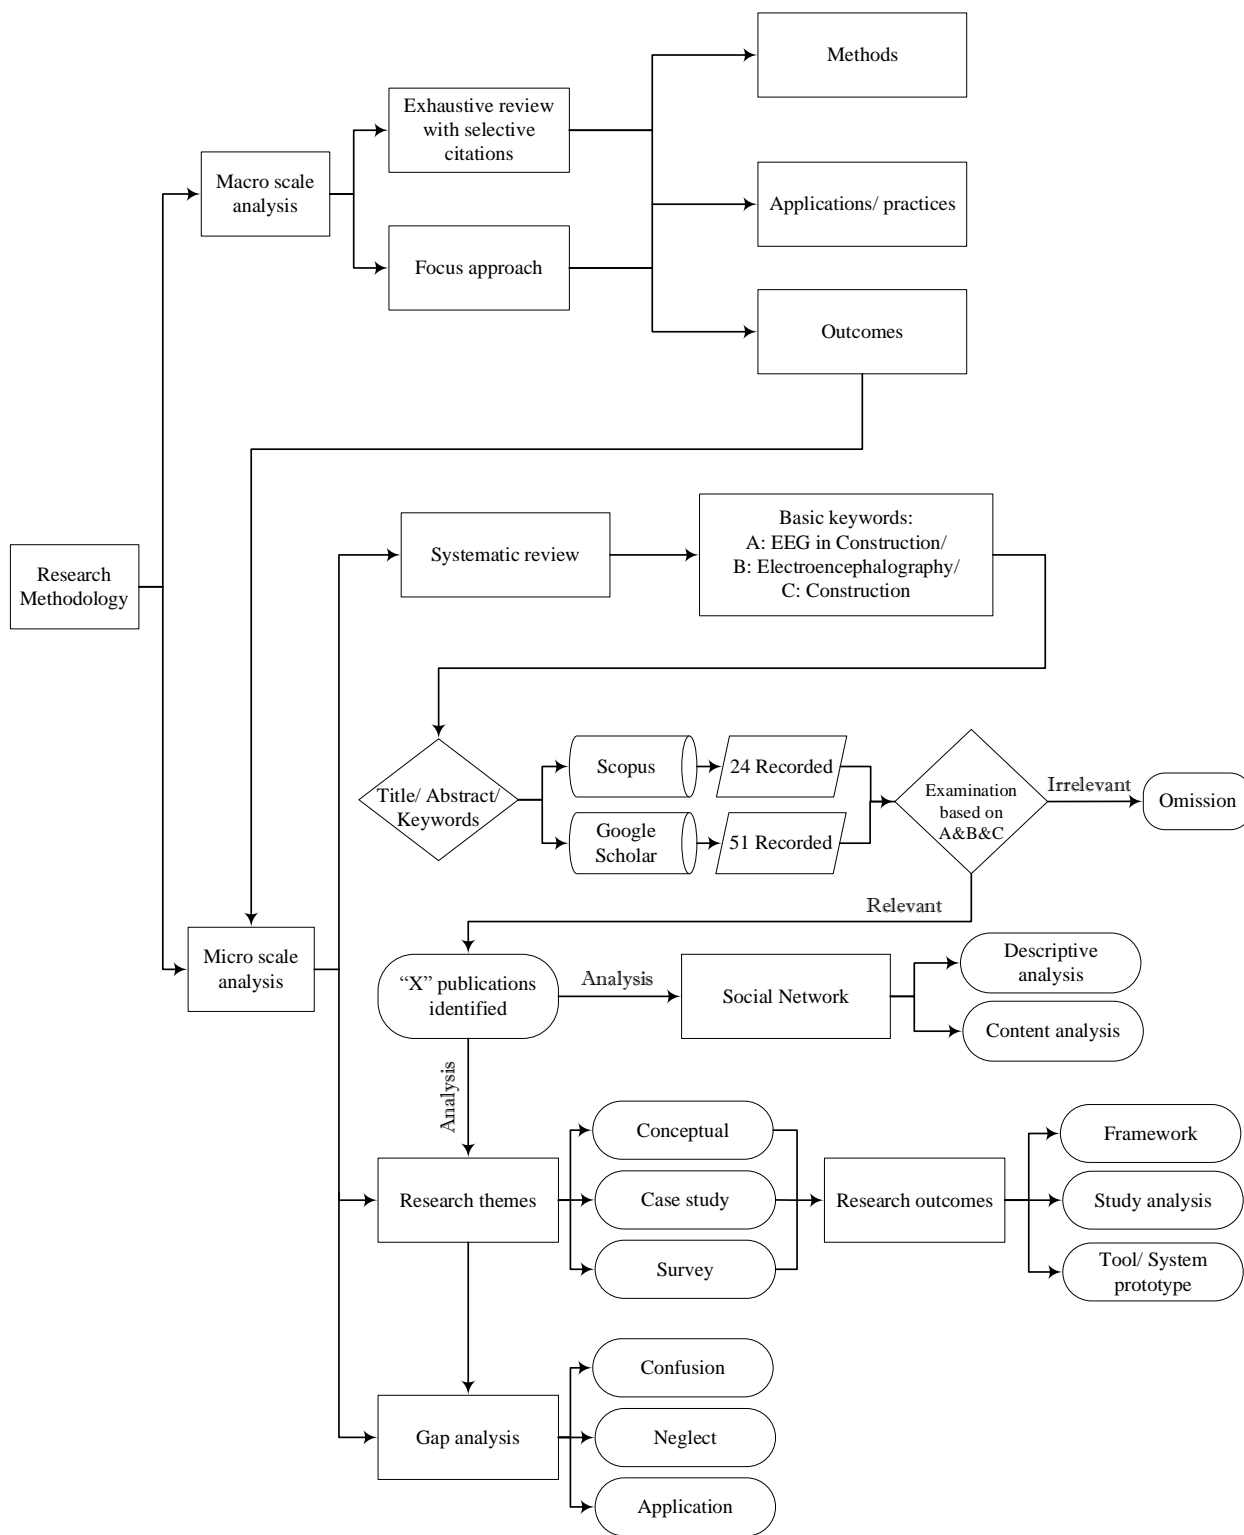 Methods
Exhaustive review
with selective
citations
Macro scale
analysis
Applications/ practices
Focus approach
Outcomes
Basic keywords:
A: EEG in Construction/
B: Electroencephalography/
C: Construction
Systematic review
Research
Methodology
Title/ Abstract/
Keywords
Scopus
24 Recorded
Google
Scholar
51 Recorded
Examination
based on
A&B&C
Irrelevant
Omission
Relevant
Micro scale
analysis
“X” publications
identified
Analysis
Social Network
Descriptive
analysis
Content analysis
Analysis
Research themes
Conceptual
Case study
Survey
Research outcomes
Framework
Study analysis
Tool/ System
prototype
Gap analysis
Confusion
Neglect
Application